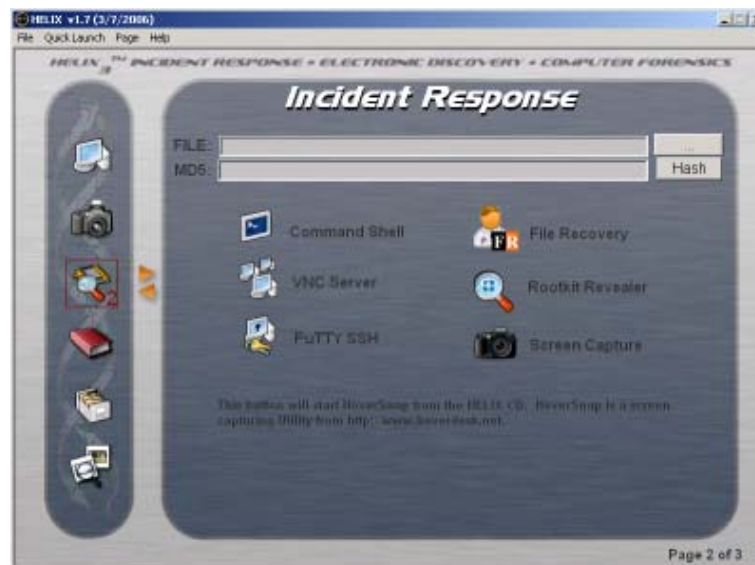 HELIX v1.7 (3/7/2006)
File Quick Launch Page Help
HELIX3™ INCIDENT RESPONSE • ELECTRONIC DISCOVERY • COMPUTER FORENSICS
Incident Response
FILE: ...
MD5: Hash
Command Shell
File Recovery
FR
VNC Server
Rootkit Revealer
2
PuTTY SSH
Screen Capture
This button will start HoverSnap from the HELIX CD. HoverSnap is a screen
capturing Utility from http: www.hoverdesk.net.
Page 2 of 3